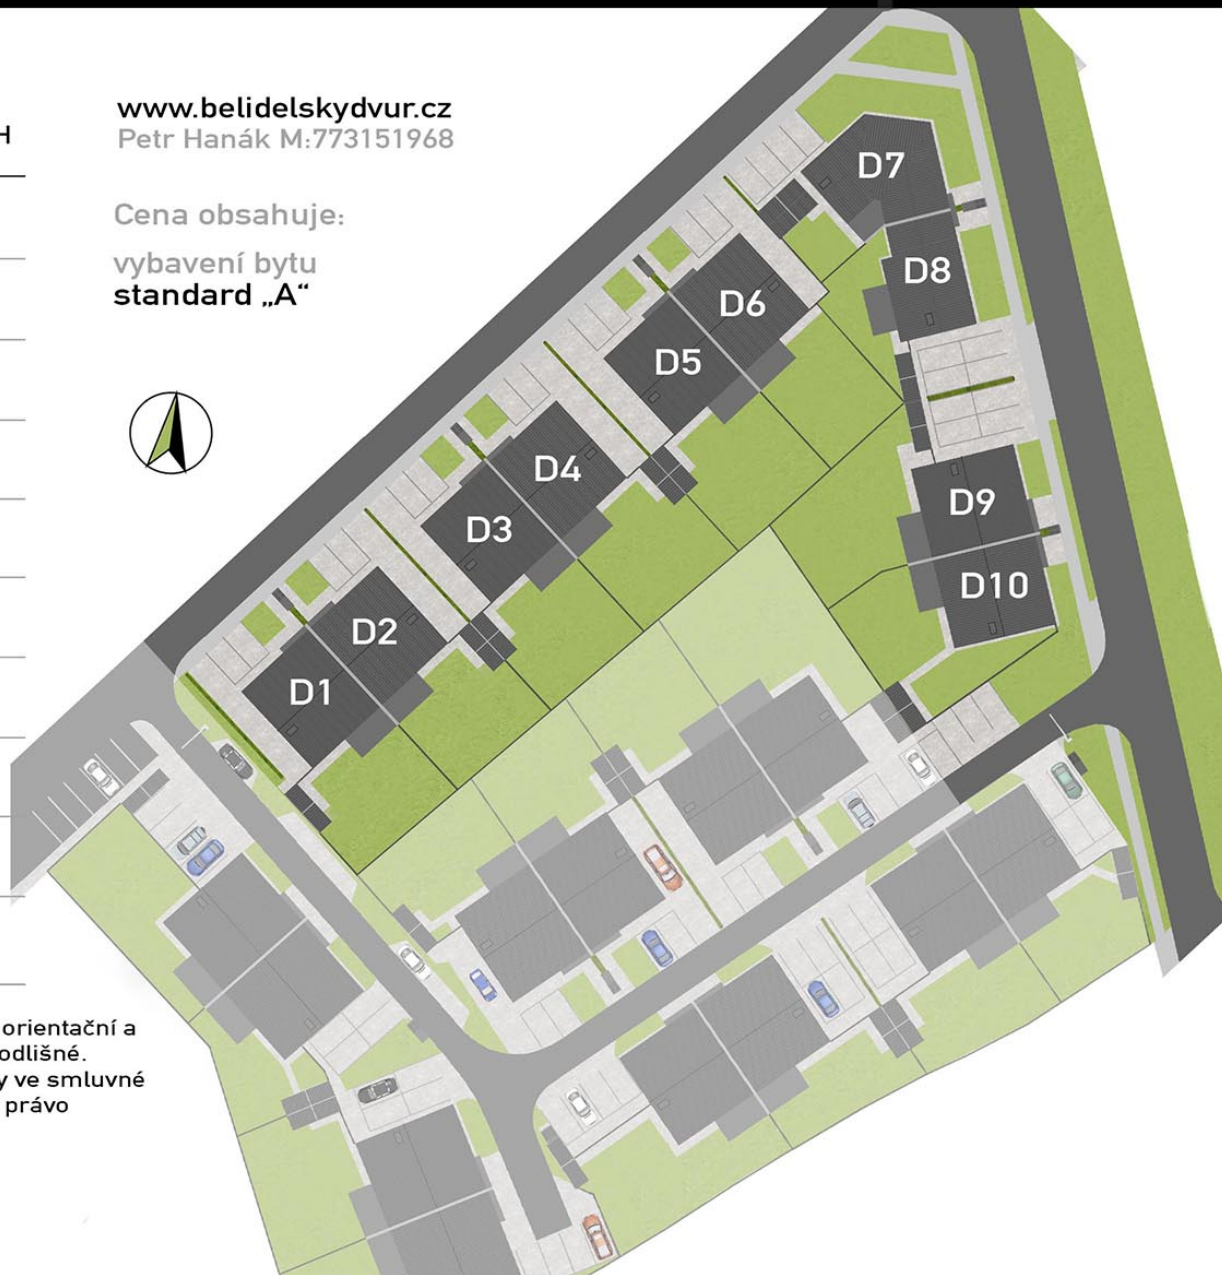 H
www.belidelskydvur.cz
Petr Hanák M:773151968
Cena obsahuje:
vybavení bytu
standard „A“
D7
D8
D6
D5
D4
D3
D9
D10
D2
D1
orientační a
odlišné.
y ve smluvné
právo